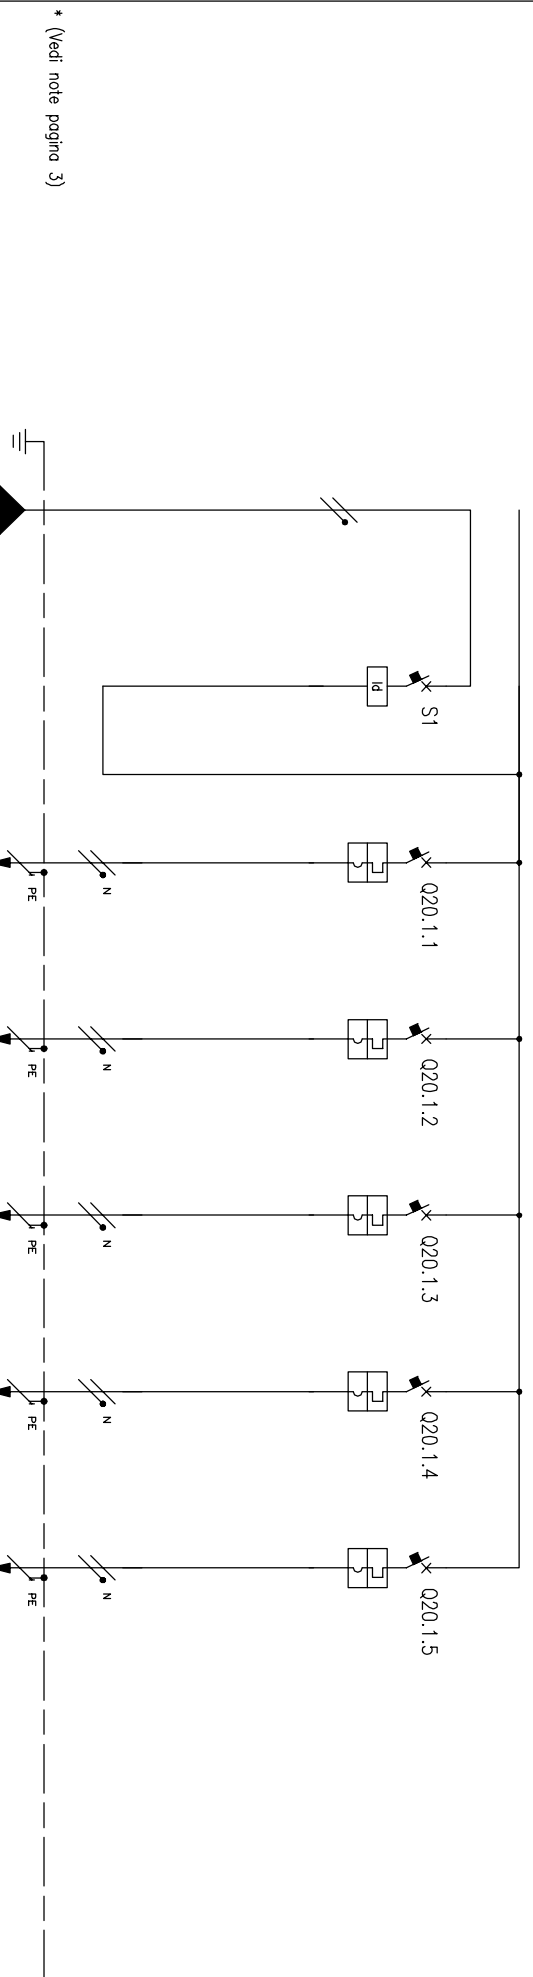 * (Vedi note pagina 3)
S1
Id
Q20.1.1
N
PE
Q20.1.2
N
PE
Q20.1.3
N
PE
Q20.1.4
N
PE
Q20.1.5
N
PE